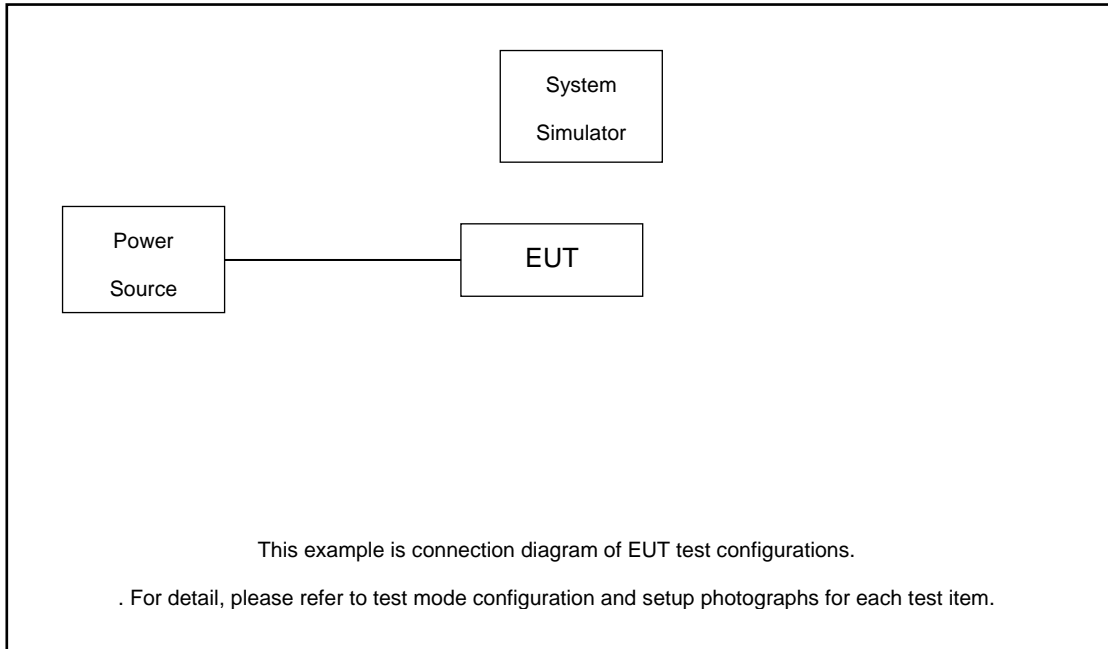 System
Simulator
Power
Source
EUT
This example is connection diagram of EUT test configurations.
. For detail, please refer to test mode configuration and setup photographs for each test item.